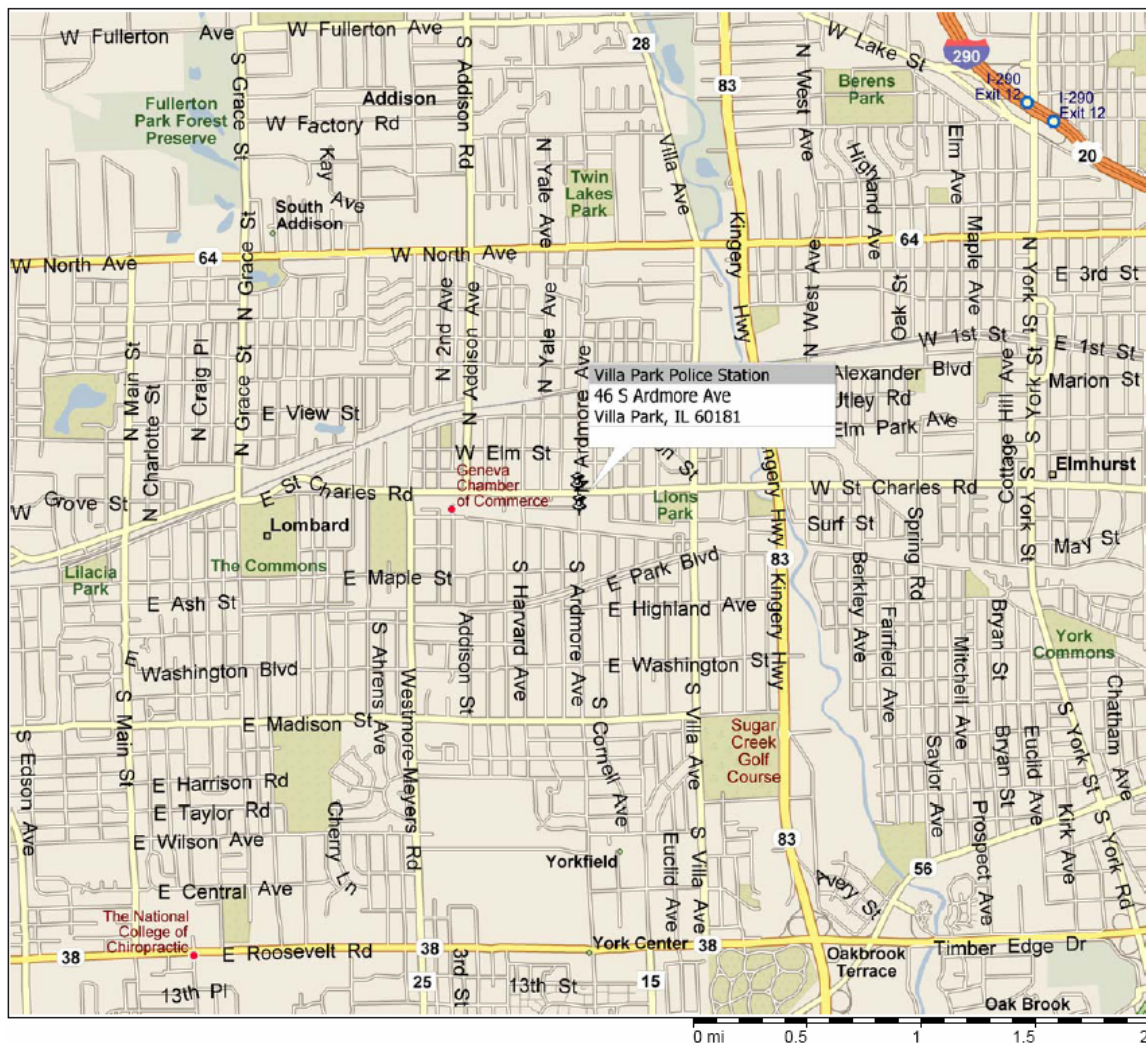 W Fullerton Ave
W Fullerton Ave
S Grace St
S Addison Rd
28
83
W Lake St
N West Ave
290
I-290
Exit 12
I-290
Exit 12
20
Berens
Park
Addison
Fullerton
Park Forest
Preserve
W Factory Rd
Kay Ave
N Yale Ave
Villa Ave
Twin
Lakes
Park
Highland Ave
Elm Ave
Maple Ave
South
Addison
W North Ave
64
W North Ave
64
Kingery Hwy
N Grace St
N West Ave
Oak St
N York St
E 3rd St
N 2nd Ave
N Addison Ave
N Yale Ave
Ardmore Ave
W 1st St
E 1st St
N Main St
N Craig Pl
N Charlotte St
N Grace St
E View St
Villa Park Police Station
46 S Ardmore Ave
Villa Park, IL 60181
Alexander Blvd
Utley Rd
Elm Park Ave
Marion St
Cottage Hill Ave
S York St
Elmhurst
W Elm St
Geneva
Chamber
of Commerce
W Grove St
E St Charles Rd
Lions
Park
W St Charles Rd
Kingery Hwy
Surf St
Spring Rd
S York St
May St
Lombard
The Commons
Lilacia
Park
E Maple St
S Harvard Ave
S Ardmore Ave
E Park Blvd
83
Kingery Hwy
Berkley Ave
E Ash St
Addison St
E Highland Ave
Fairfield Ave
Bryan St
York
Commons
E Washington Blvd
S Ahrens Ave
Westmore-Meyers Rd
E Washington St
Mitchell Ave
Chatham Ave
E Madison St
S Main St
S Edson Ave
S Cornell Ave
S Villa Ave
Sugar
Creek
Golf
Course
Saylor Ave
Bryan St
Euclid Ave
S York St
E Harrison Rd
E Taylor Rd
E Wilson Ave
Cherry Ln
Yorkfield
Euclid Ave
S Villa Ave
83
Prospect Ave
Kirk Ave
S York Rd
56
Avery St
E Central Ave
The National
College of
Chiropractic
38
E Roosevelt Rd
38
York Center
38
Oakbrook
Terrace
Timber Edge Dr
13th Pl
25
3rd St
13th St
15
Oak Brook
0 mi
0.5
1
1.5
2